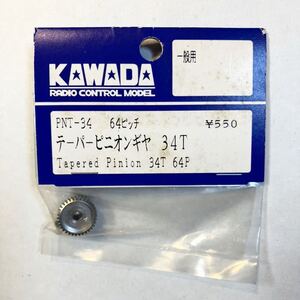 一般用
KAWADA
RADIO CONTROL MODEL
PNT-34 64ピッチ ¥550
テーパーピニオンギヤ 34T
Tapered Pinion 34T 64P